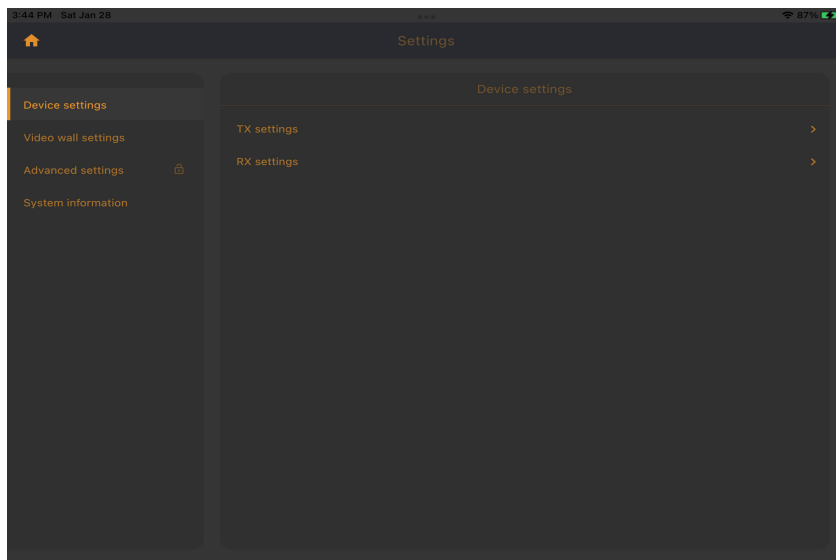 3:44 PM Sat Jan 28
87%
Settings
Device settings
Video wall settings
Advanced settings
System information
Device settings
TX settings
RX settings